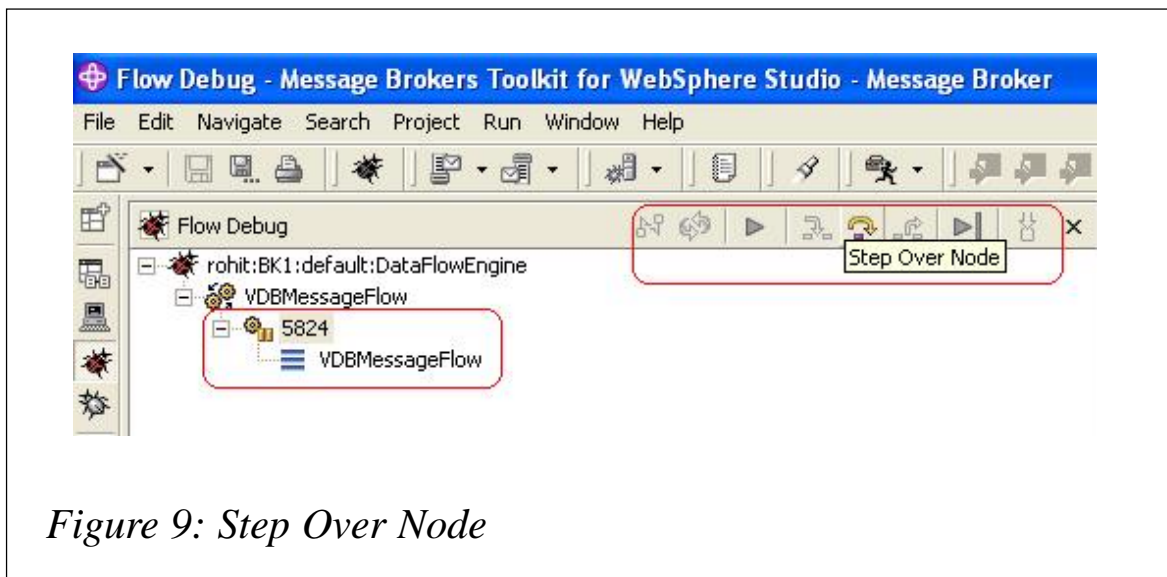 Flow Debug - Message Brokers Toolkit for WebSphere Studio - Message Broker
File Edit Navigate Search Project Run Window Help
Flow Debug
Step Over Node
rohit:BK1:default:DataFlowEngine
VDBMessageFlow
5824
VDBMessageFlow
Figure 9: Step Over Node